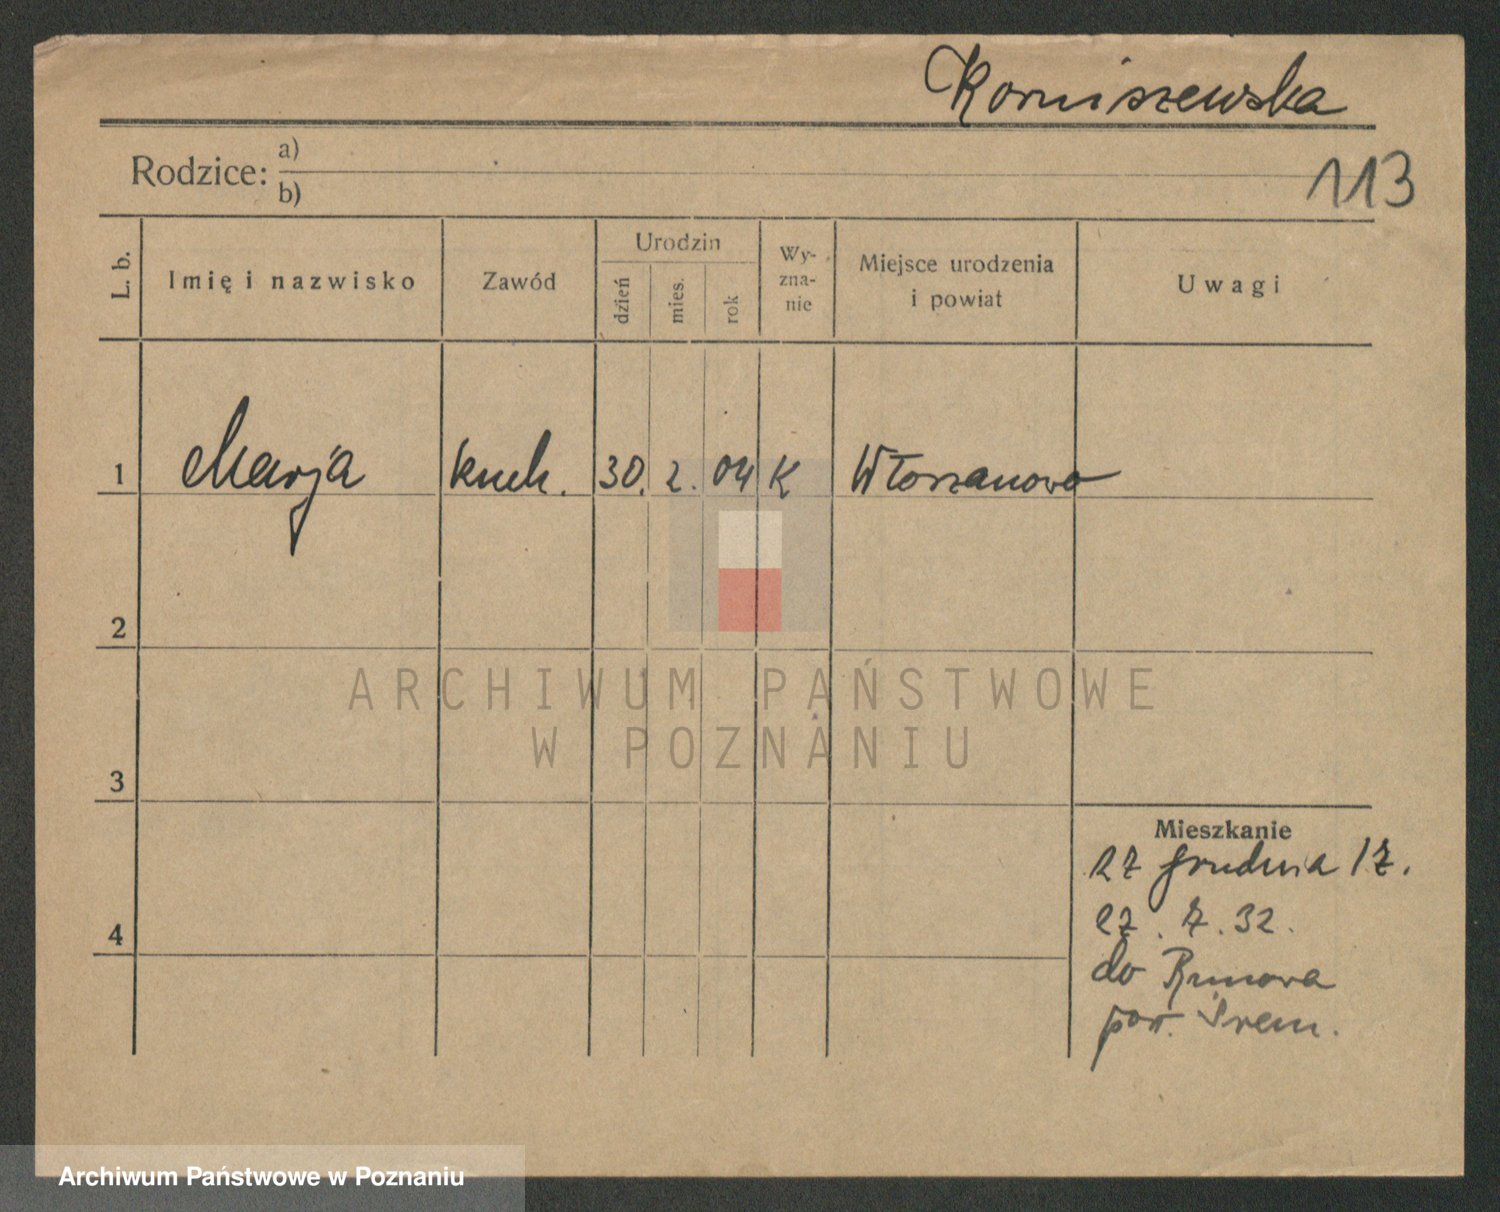 Korniszewska
Rodzice: a)
b)
113
L. b.
Imię i nazwisko
Zawód
Urodzin
dzień
mies.
rok
Wy-
zna-
nie
Miejsce urodzenia
i powiat
Uwagi
1 Marja kuch. 30. 2. 04 K
2
ARCHIWUM PAŃSTWOWE
W POZNANIU
3
Mieszkanie
27 grudnia 17.
27. 7. 32.
4
do
pow. Śrem.
Archiwum Państwowe w Poznaniu